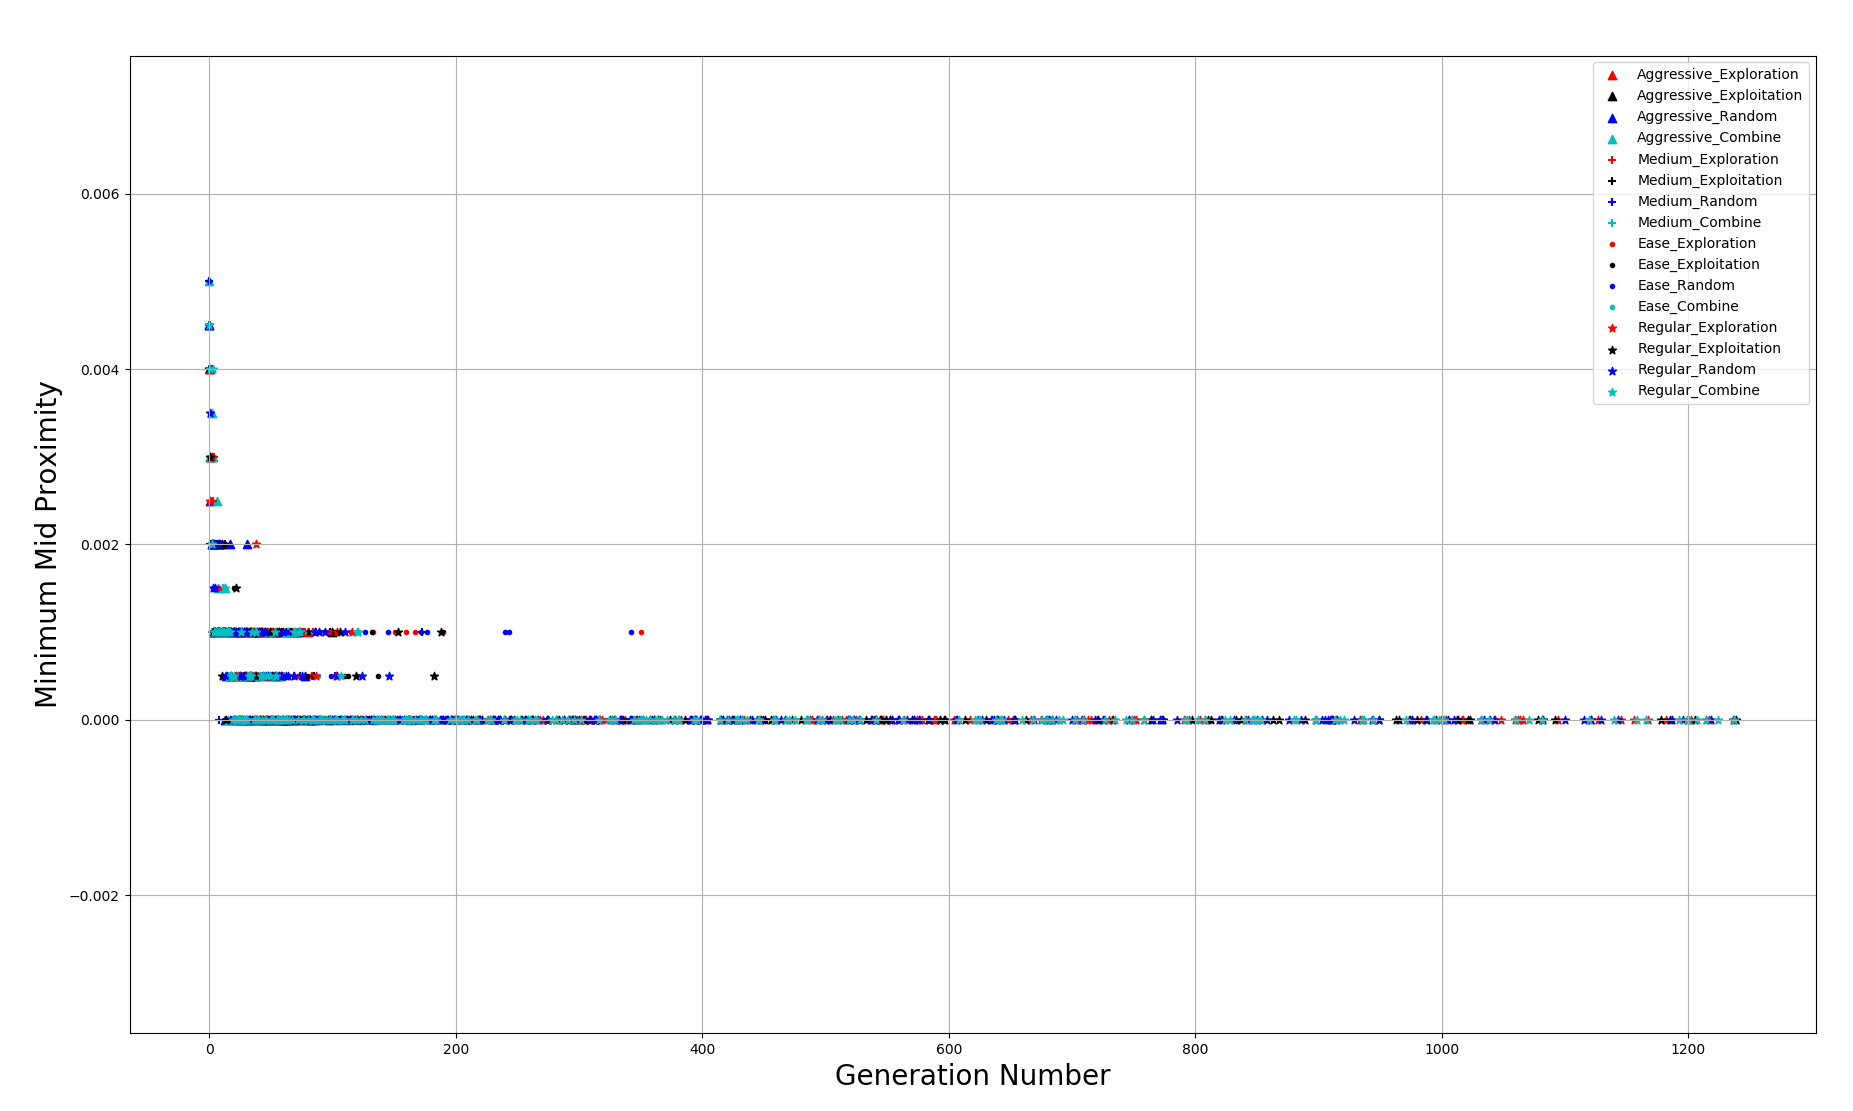 Aggressive_Exploration
Aggressive_Exploitation
Aggressive_Random
Aggressive_Combine
Medium_Exploration
Medium_Exploitation
Medium_Random
Medium_Combine
Ease_Exploration
Ease_Exploitation
Ease_Random
Ease_Combine
Regular_Exploration
Regular_Exploitation
Regular_Random
Regular_Combine
0.006
0.004
0.002
0.000
−0.002
Minimum Mid Proximity
0 200 400 600 800 1000 1200
Generation Number